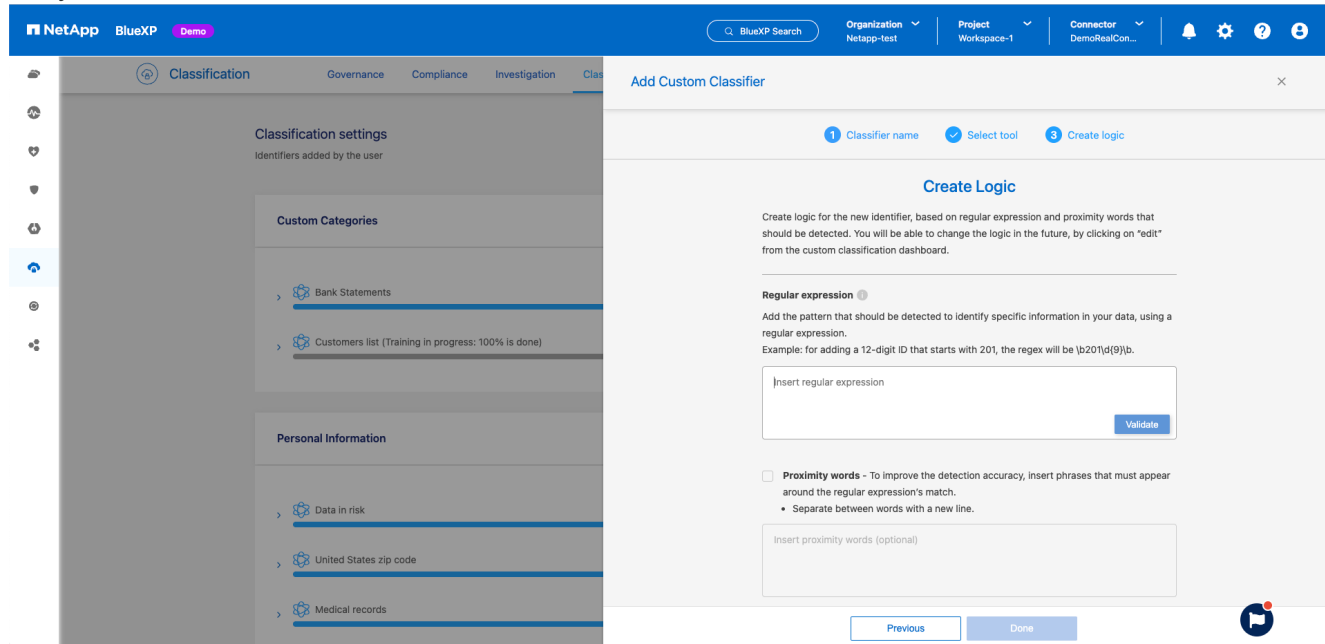 NetApp BlueXP Demo
BlueXP Search
Organization
Netapp-test
Project
Workspace-1
Connector
DemoRealCon...
Classification
Governance
Compliance
Investigation
Clas
Classification settings
Identifiers added by the user
Custom Categories
Bank Statements
Customers list (Training in progress: 100% is done)
Personal Information
Data in risk
United States zip code
Medical records
Add Custom Classifier
1 Classifier name
Select tool
3 Create logic
Create Logic
Create logic for the new identifier, based on regular expression and proximity words that
should be detected. You will be able to change the logic in the future, by clicking on "edit"
from the custom classification dashboard.
Regular expression
Add the pattern that should be detected to identify specific information in your data, using a
regular expression.
Example: for adding a 12-digit ID that starts with 201, the regex will be \b201\d{9}\b.
Insert regular expression
Validate
Proximity words - To improve the detection accuracy, insert phrases that must appear
around the regular expression's match.
• Separate between words with a new line.
Insert proximity words (optional)
Previous
Done